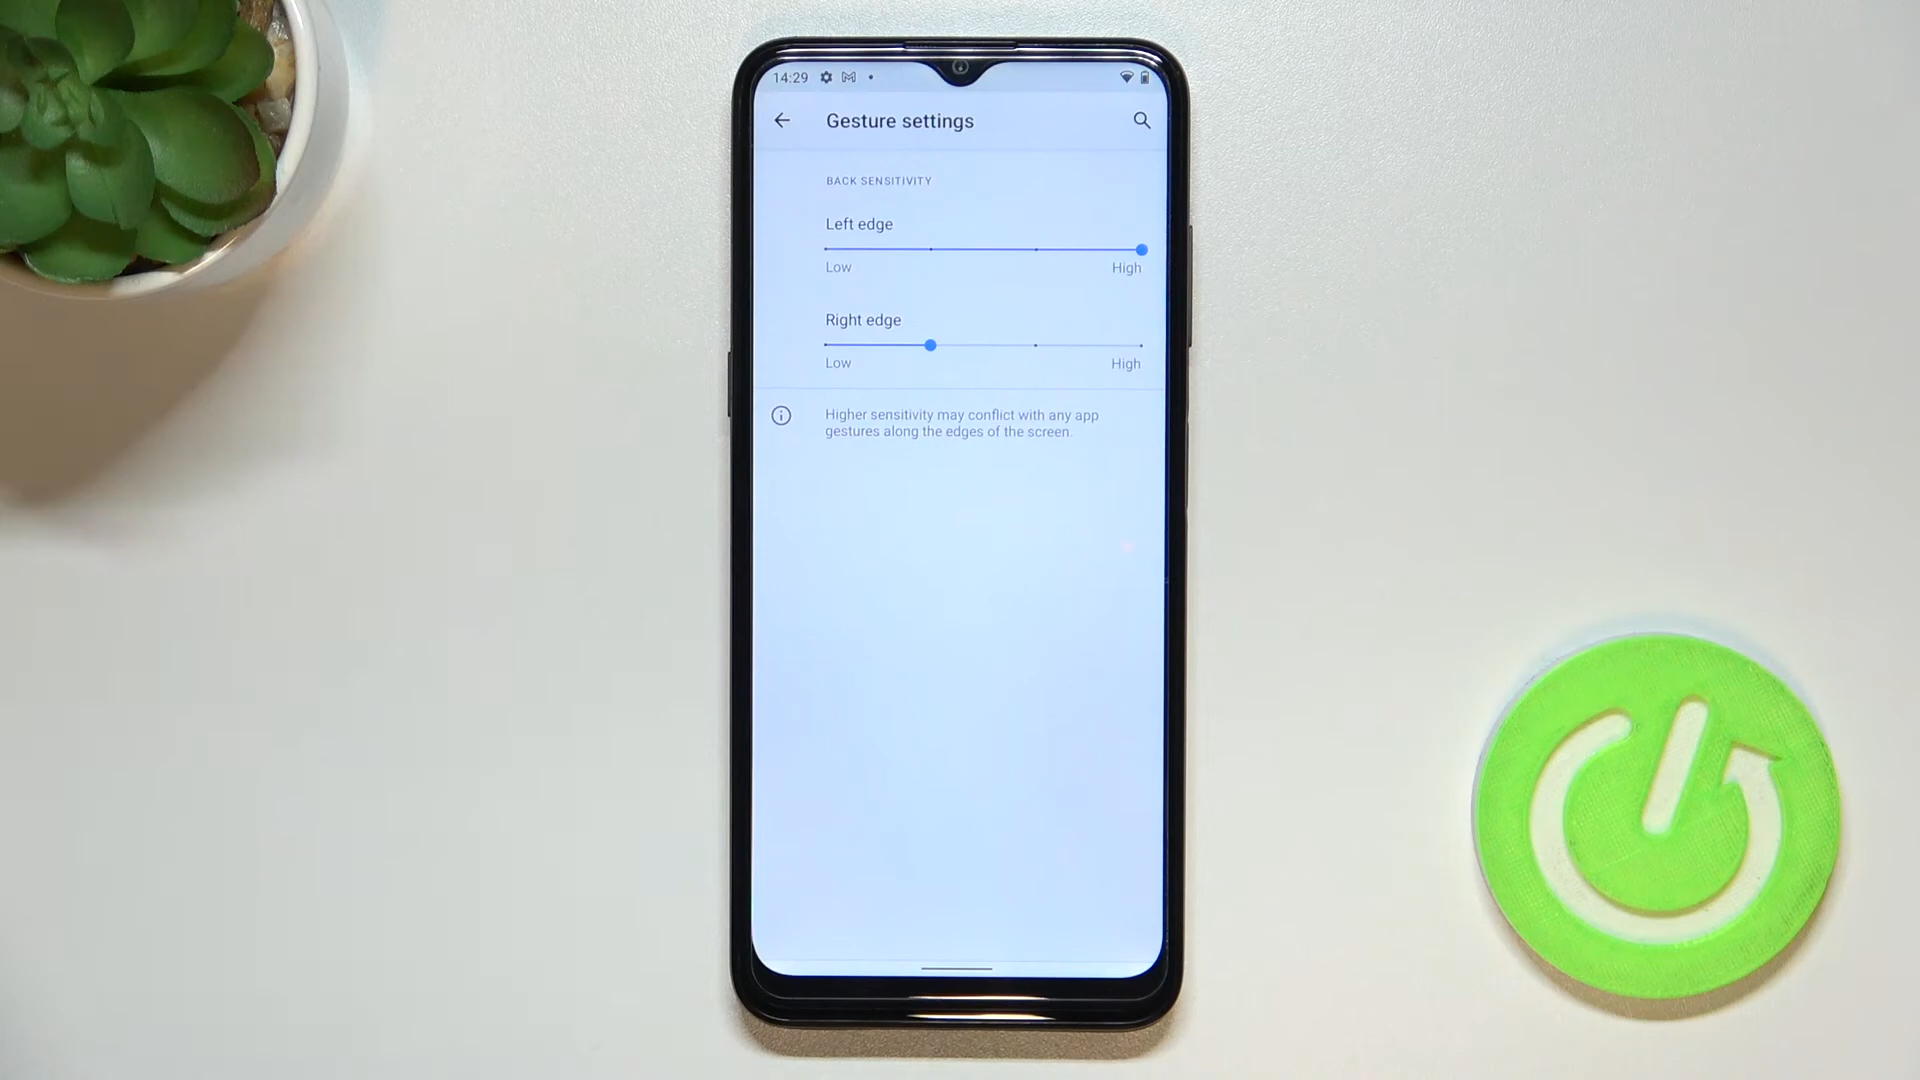 14:29
Gesture settings
BACK SENSITIVITY
Left edge
Low High
Right edge
Low High
Higher sensitivity may conflict with any app
gestures along the edges of the screen.